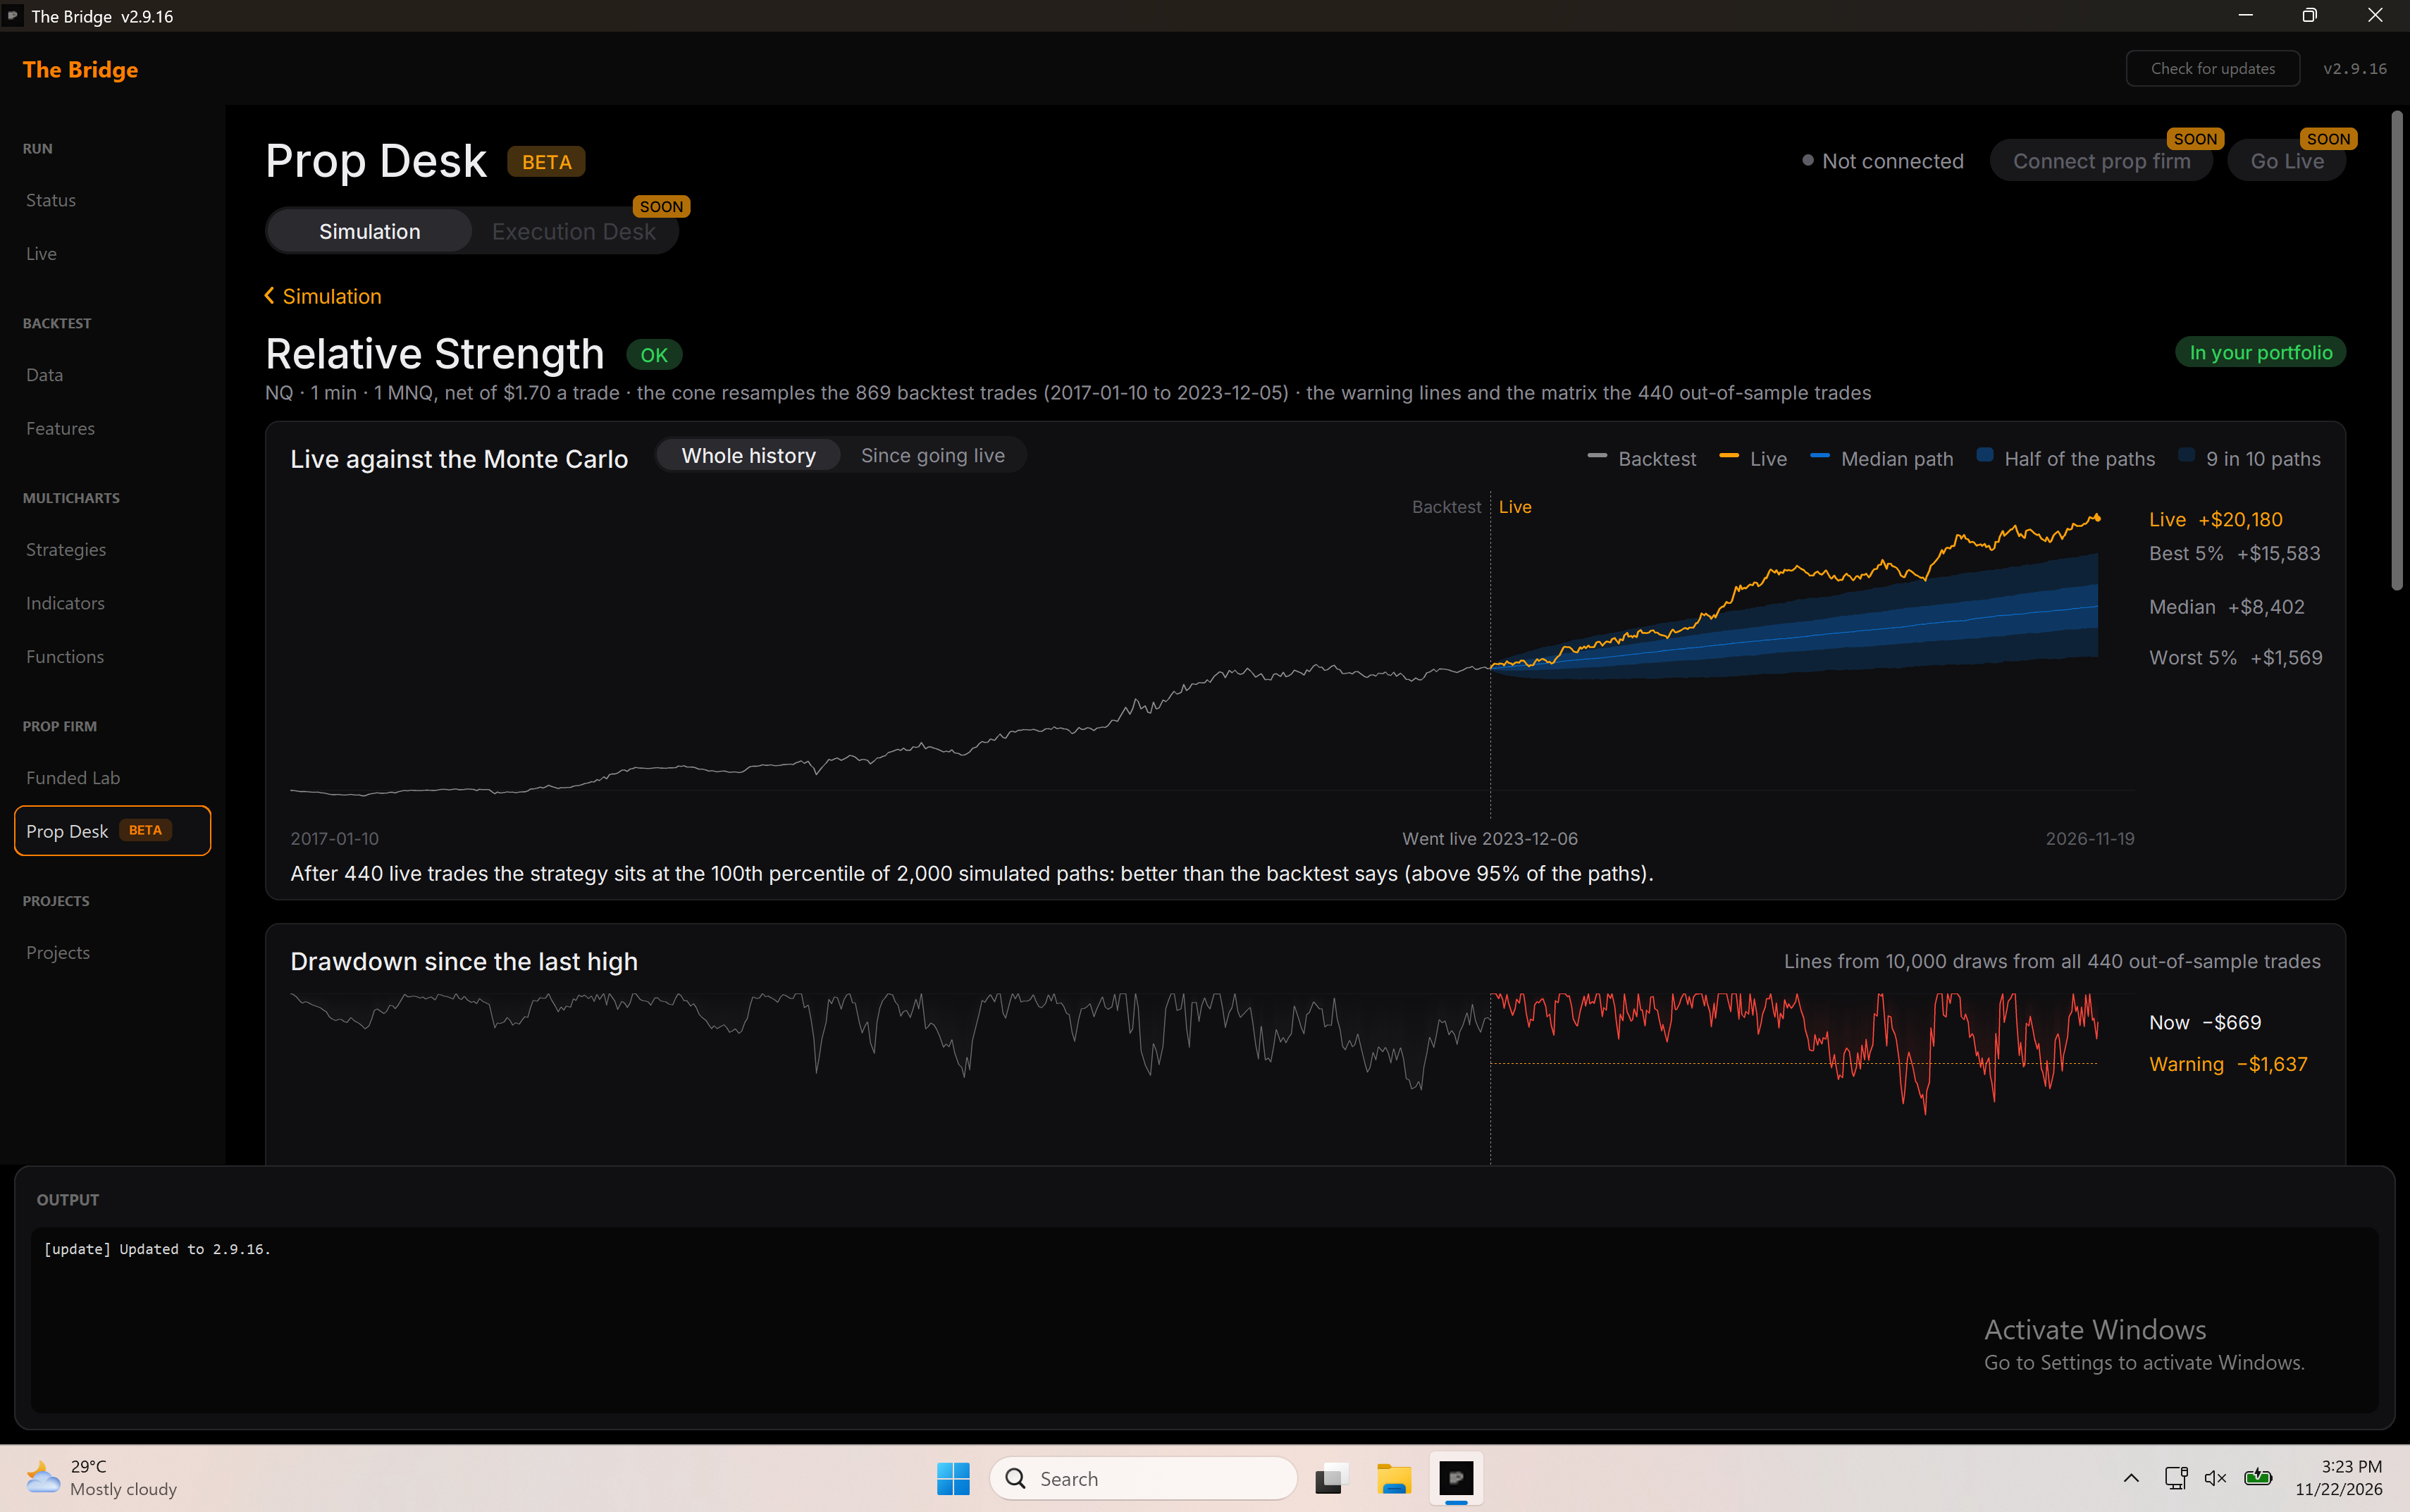 The Bridge v2.9.16
The Bridge
Check for updates
v2.9.16
RUN
Status
Live
BACKTEST
Data
Features
MULTICHARTS
Strategies
Indicators
Functions
PROP FIRM
Funded Lab
Prop Desk BETA
PROJECTS
Projects
Prop Desk BETA
Not connected
Connect prop firm SOON
Go Live SOON
Simulation
Execution Desk SOON
Simulation
Relative Strength OK
In your portfolio
NQ · 1 min · 1 MNQ, net of $1.70 a trade · the cone resamples the 869 backtest trades (2017-01-10 to 2023-12-05) · the warning lines and the matrix the 440 out-of-sample trades
Live against the Monte Carlo
Whole history
Since going live
Backtest
Live
Median path
Half of the paths
9 in 10 paths
Backtest
Live
Live +$20,180
Best 5% +$15,583
Median +$8,402
Worst 5% +$1,569
2017-01-10
Went live 2023-12-06
2026-11-19
After 440 live trades the strategy sits at the 100th percentile of 2,000 simulated paths: better than the backtest says (above 95% of the paths).
Drawdown since the last high
Lines from 10,000 draws from all 440 out-of-sample trades
Now −$669
Warning −$1,637
OUTPUT
[update] Updated to 2.9.16.
Activate Windows
Go to Settings to activate Windows.
29°C
Mostly cloudy
Search
3:23 PM
11/22/2026